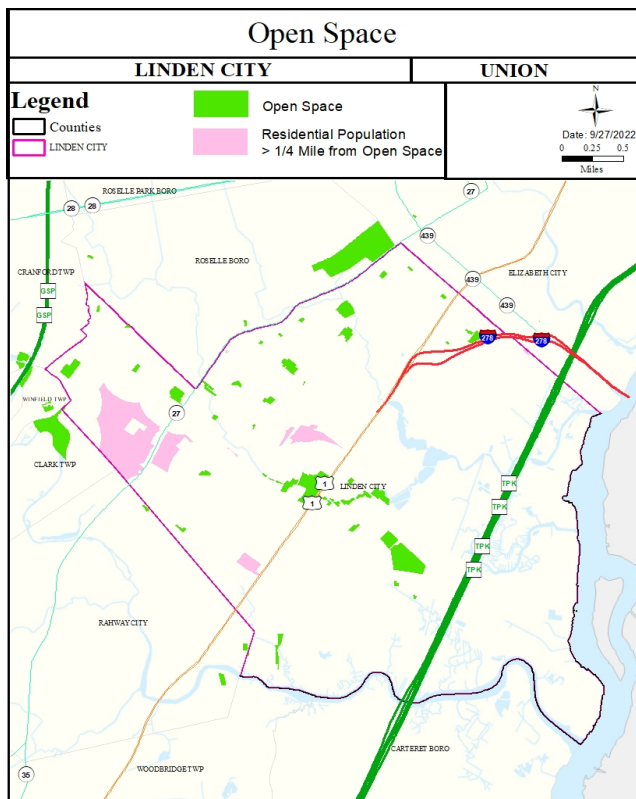 Open Space
LINDEN CITY
UNION
Legend
Counties
LINDEN CITY
Open Space
Residential Population
> 1/4 Mile from Open Space
N
Date: 9/27/2022
0 0.25 0.5
Miles
ROSELLE PARK BORO
27
28 28
439
ROSELLE BORO
CRANFORD TWP
ELIZABETH CITY
439
GSP
439
GSP
278
278
WINFIELD TWP
27
CLARK TWP
1
LINDEN CITY
TPK
1
TPK
TPK
TPK
RAHWAY CITY
CARTERET BORO
WOODBRIDGE TWP
35